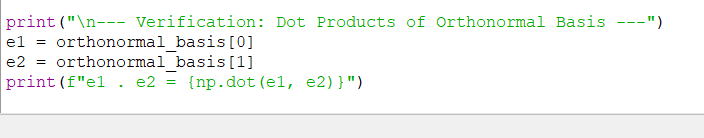 print("\n--- Verification: Dot Products of Orthonormal Basis ---")
e1 = orthonormal_basis[0]
e2 = orthonormal_basis[1]
print(f"e1 . e2 = {np.dot(e1, e2)}")